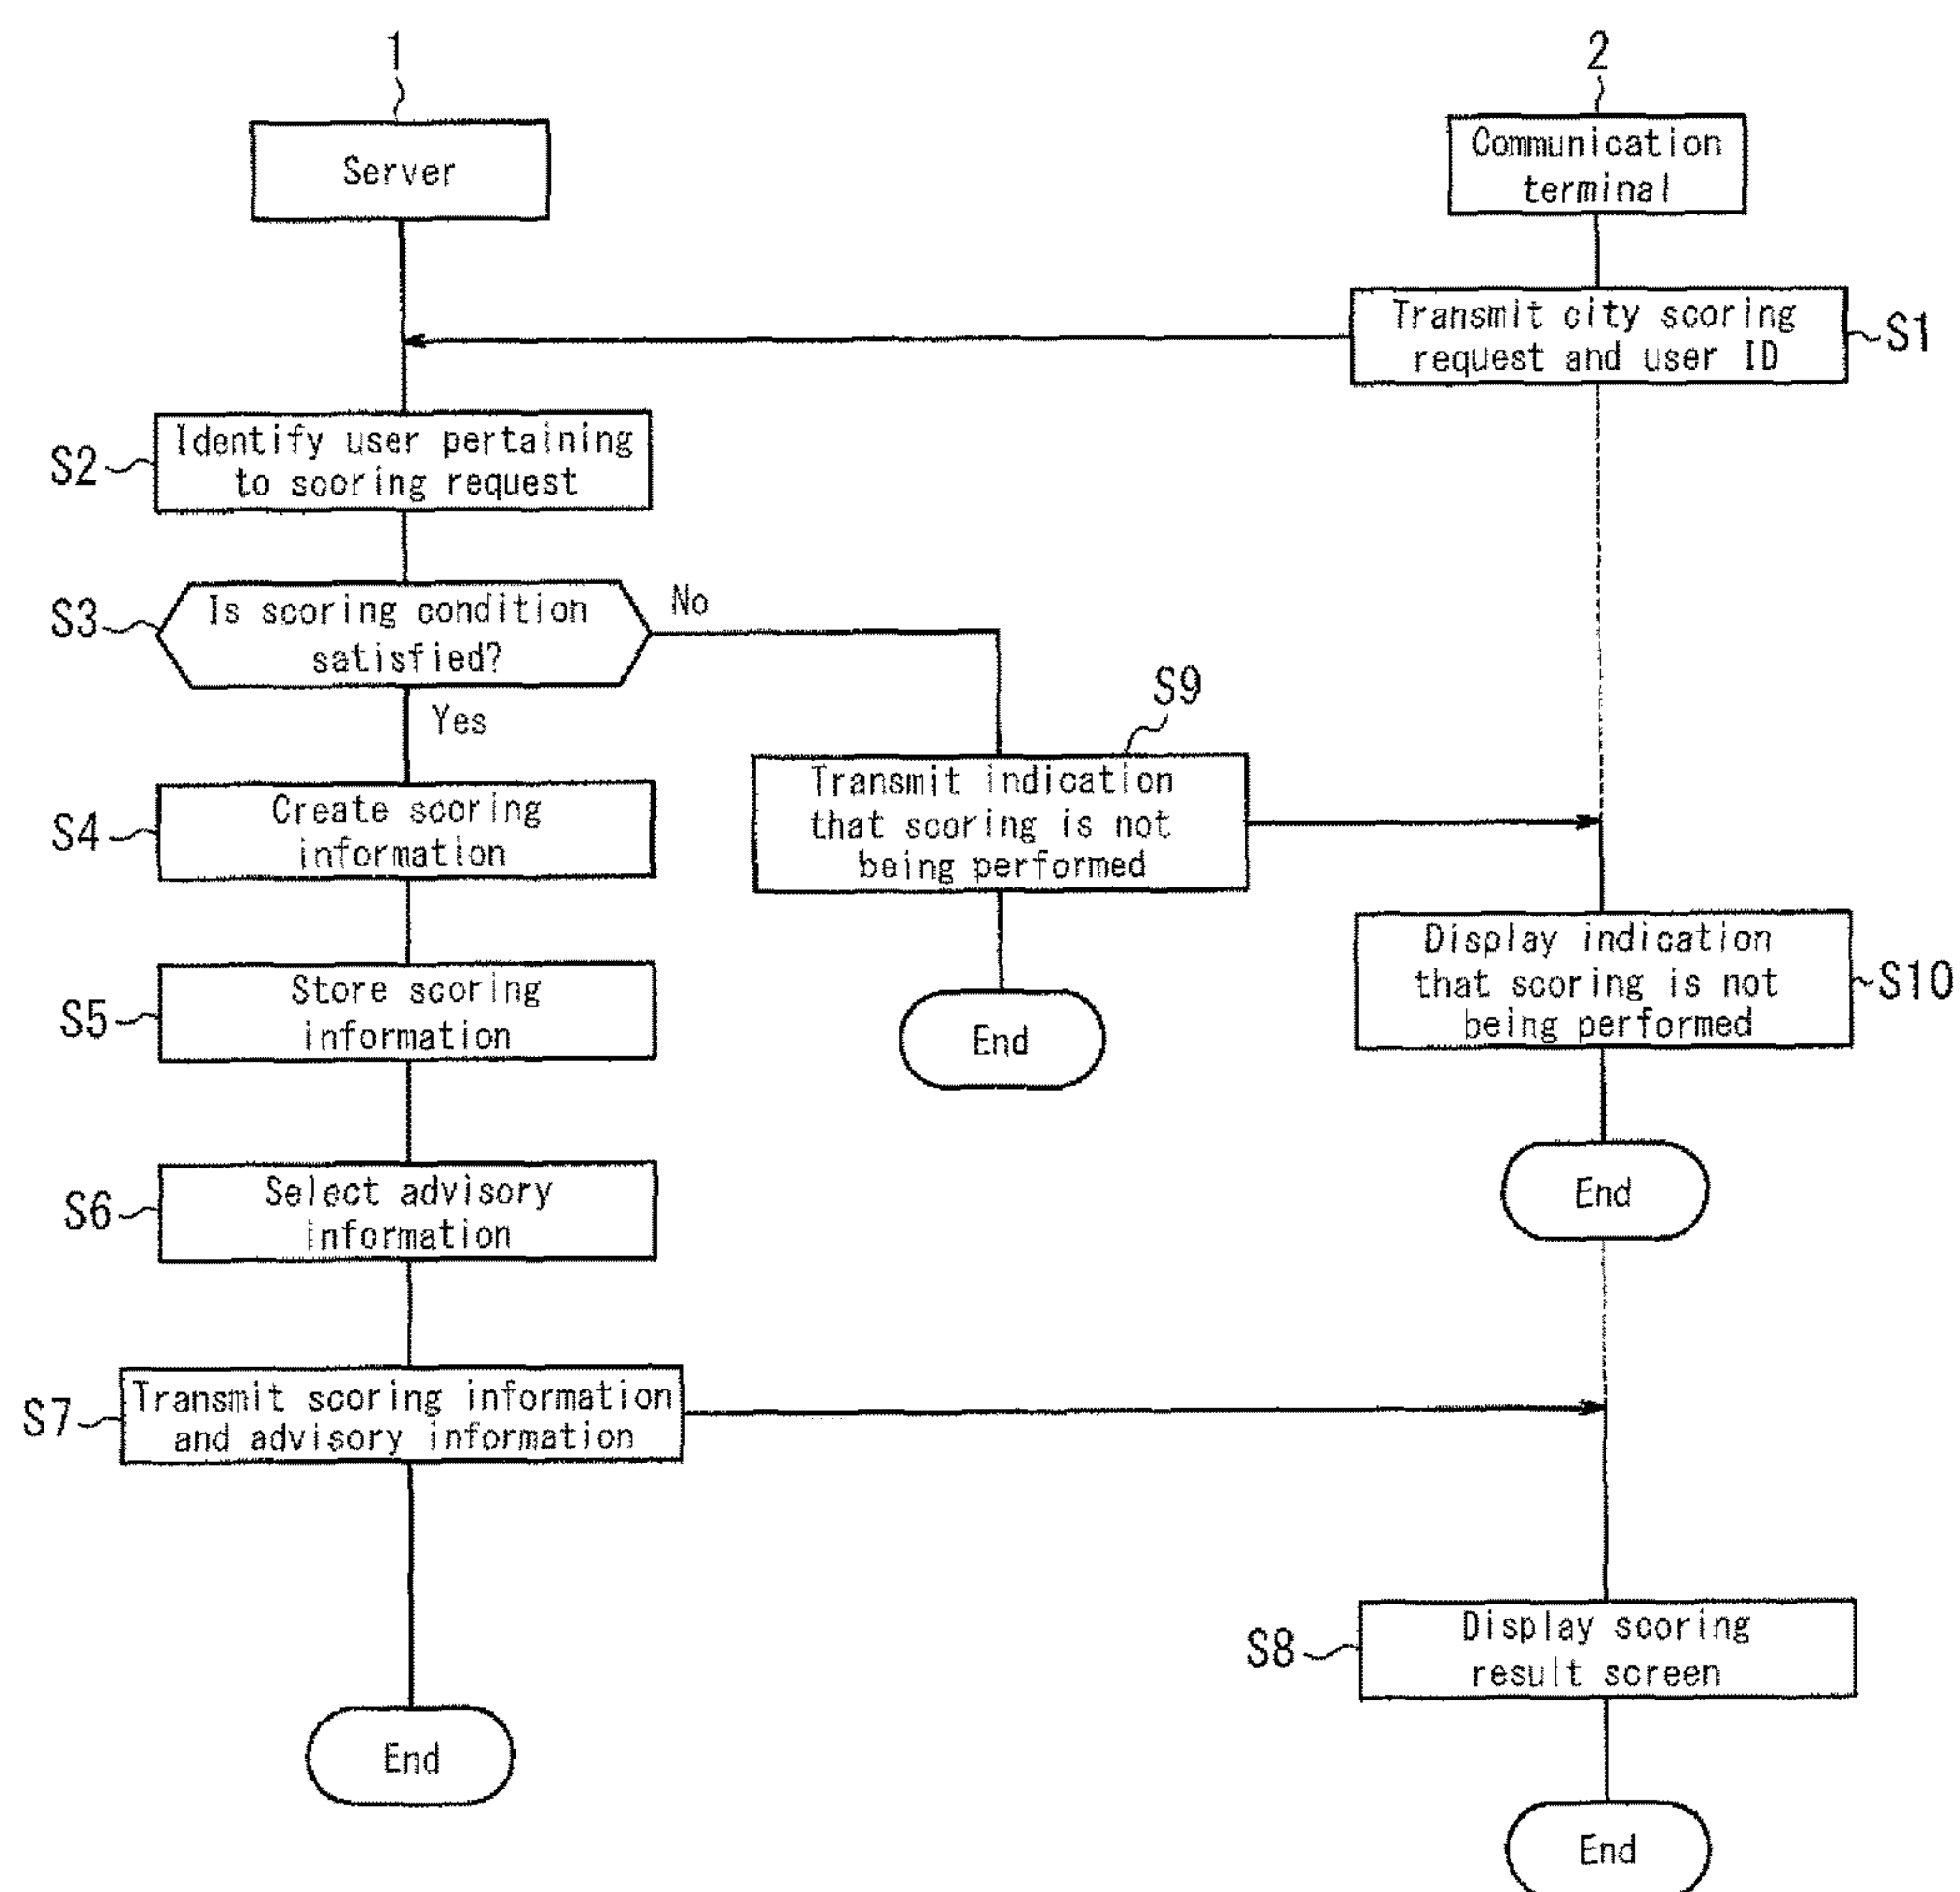 1
2
Server
Communication
terminal
Transmit city scoring
request and user ID
S1
S2
Identify user pertaining
to scoring request
S3
Is scoring condition
satisfied?
No
Yes
S9
Transmit indication
that scoring is not
being performed
S4
Create scoring
information
Display indication
that scoring is not
being performed
S10
S5
Store scoring
information
End
End
S6
Select advisory
information
S7
Transmit scoring information
and advisory information
S8
Display scoring
result screen
End
End